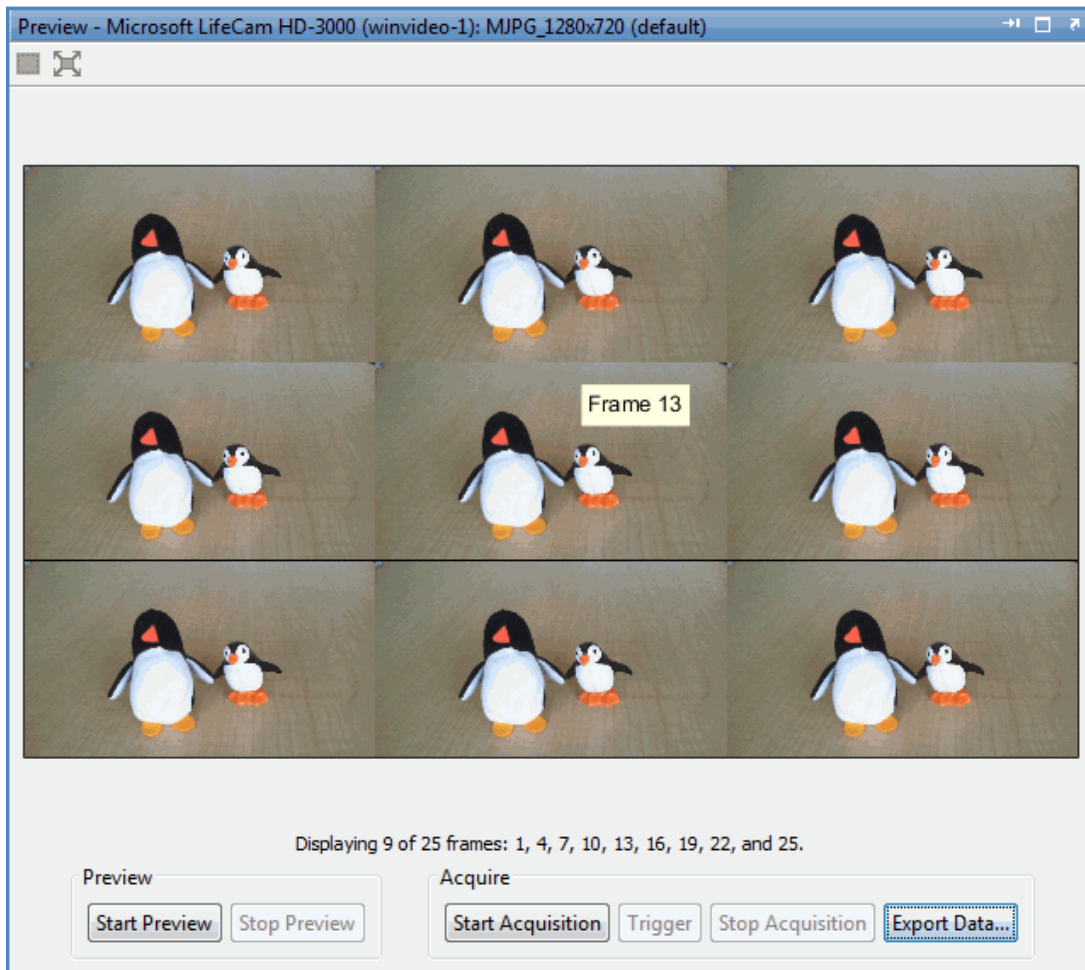 Preview - Microsoft LifeCam HD-3000 (winvideo-1): MJPG_1280x720 (default)
Frame 13
Displaying 9 of 25 frames: 1, 4, 7, 10, 13, 16, 19, 22, and 25.
Preview
Acquire
Start Preview
Stop Preview
Start Acquisition
Trigger
Stop Acquisition
Export Data...